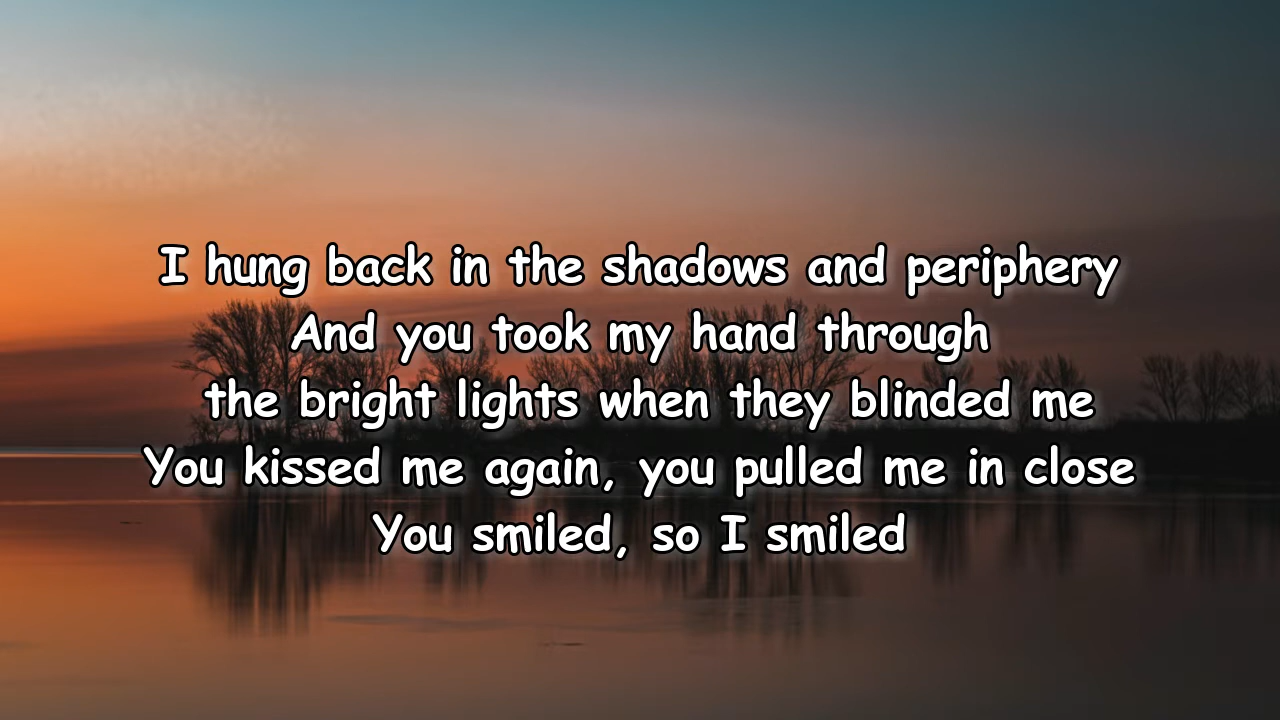 I hung back in the shadows and periphery
And you took my hand through
the bright lights when they blinded me
You kissed me again, you pulled me in close
You smiled, so I smiled